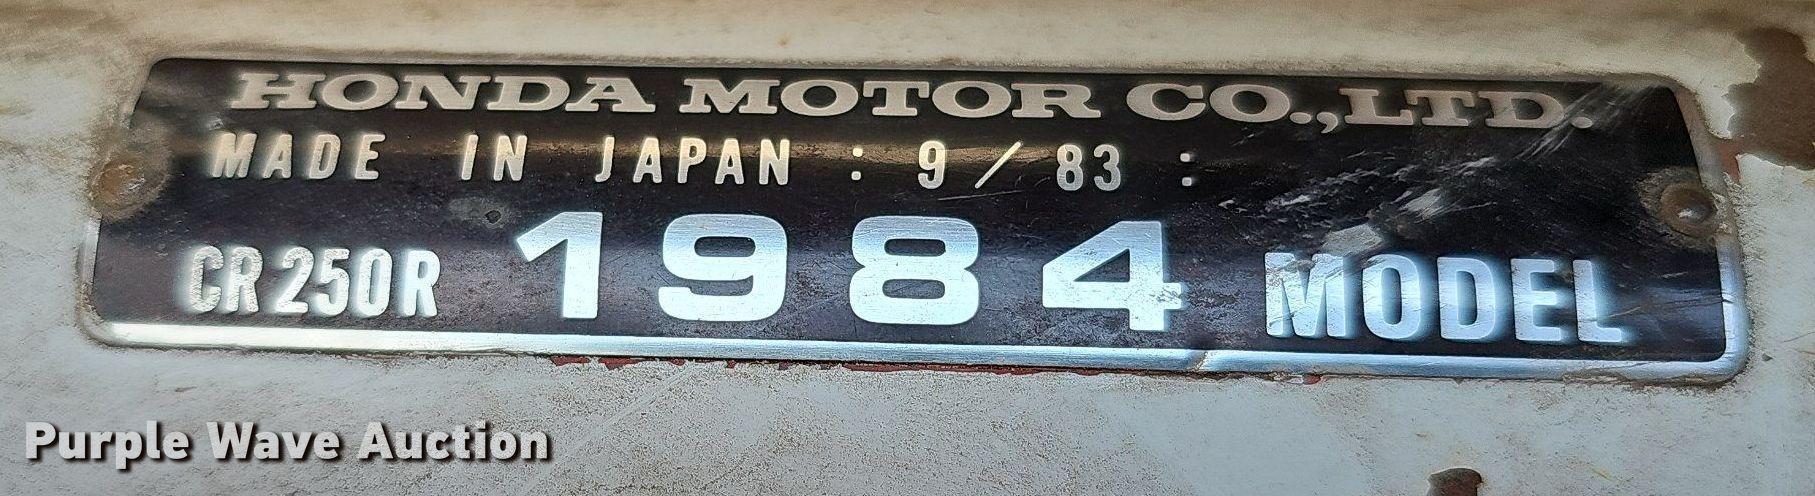 HONDA MOTOR CO.,LTD.
MADE IN JAPAN : 9 / 83 :
CR250R 1984 MODEL
Purple Wave Auction